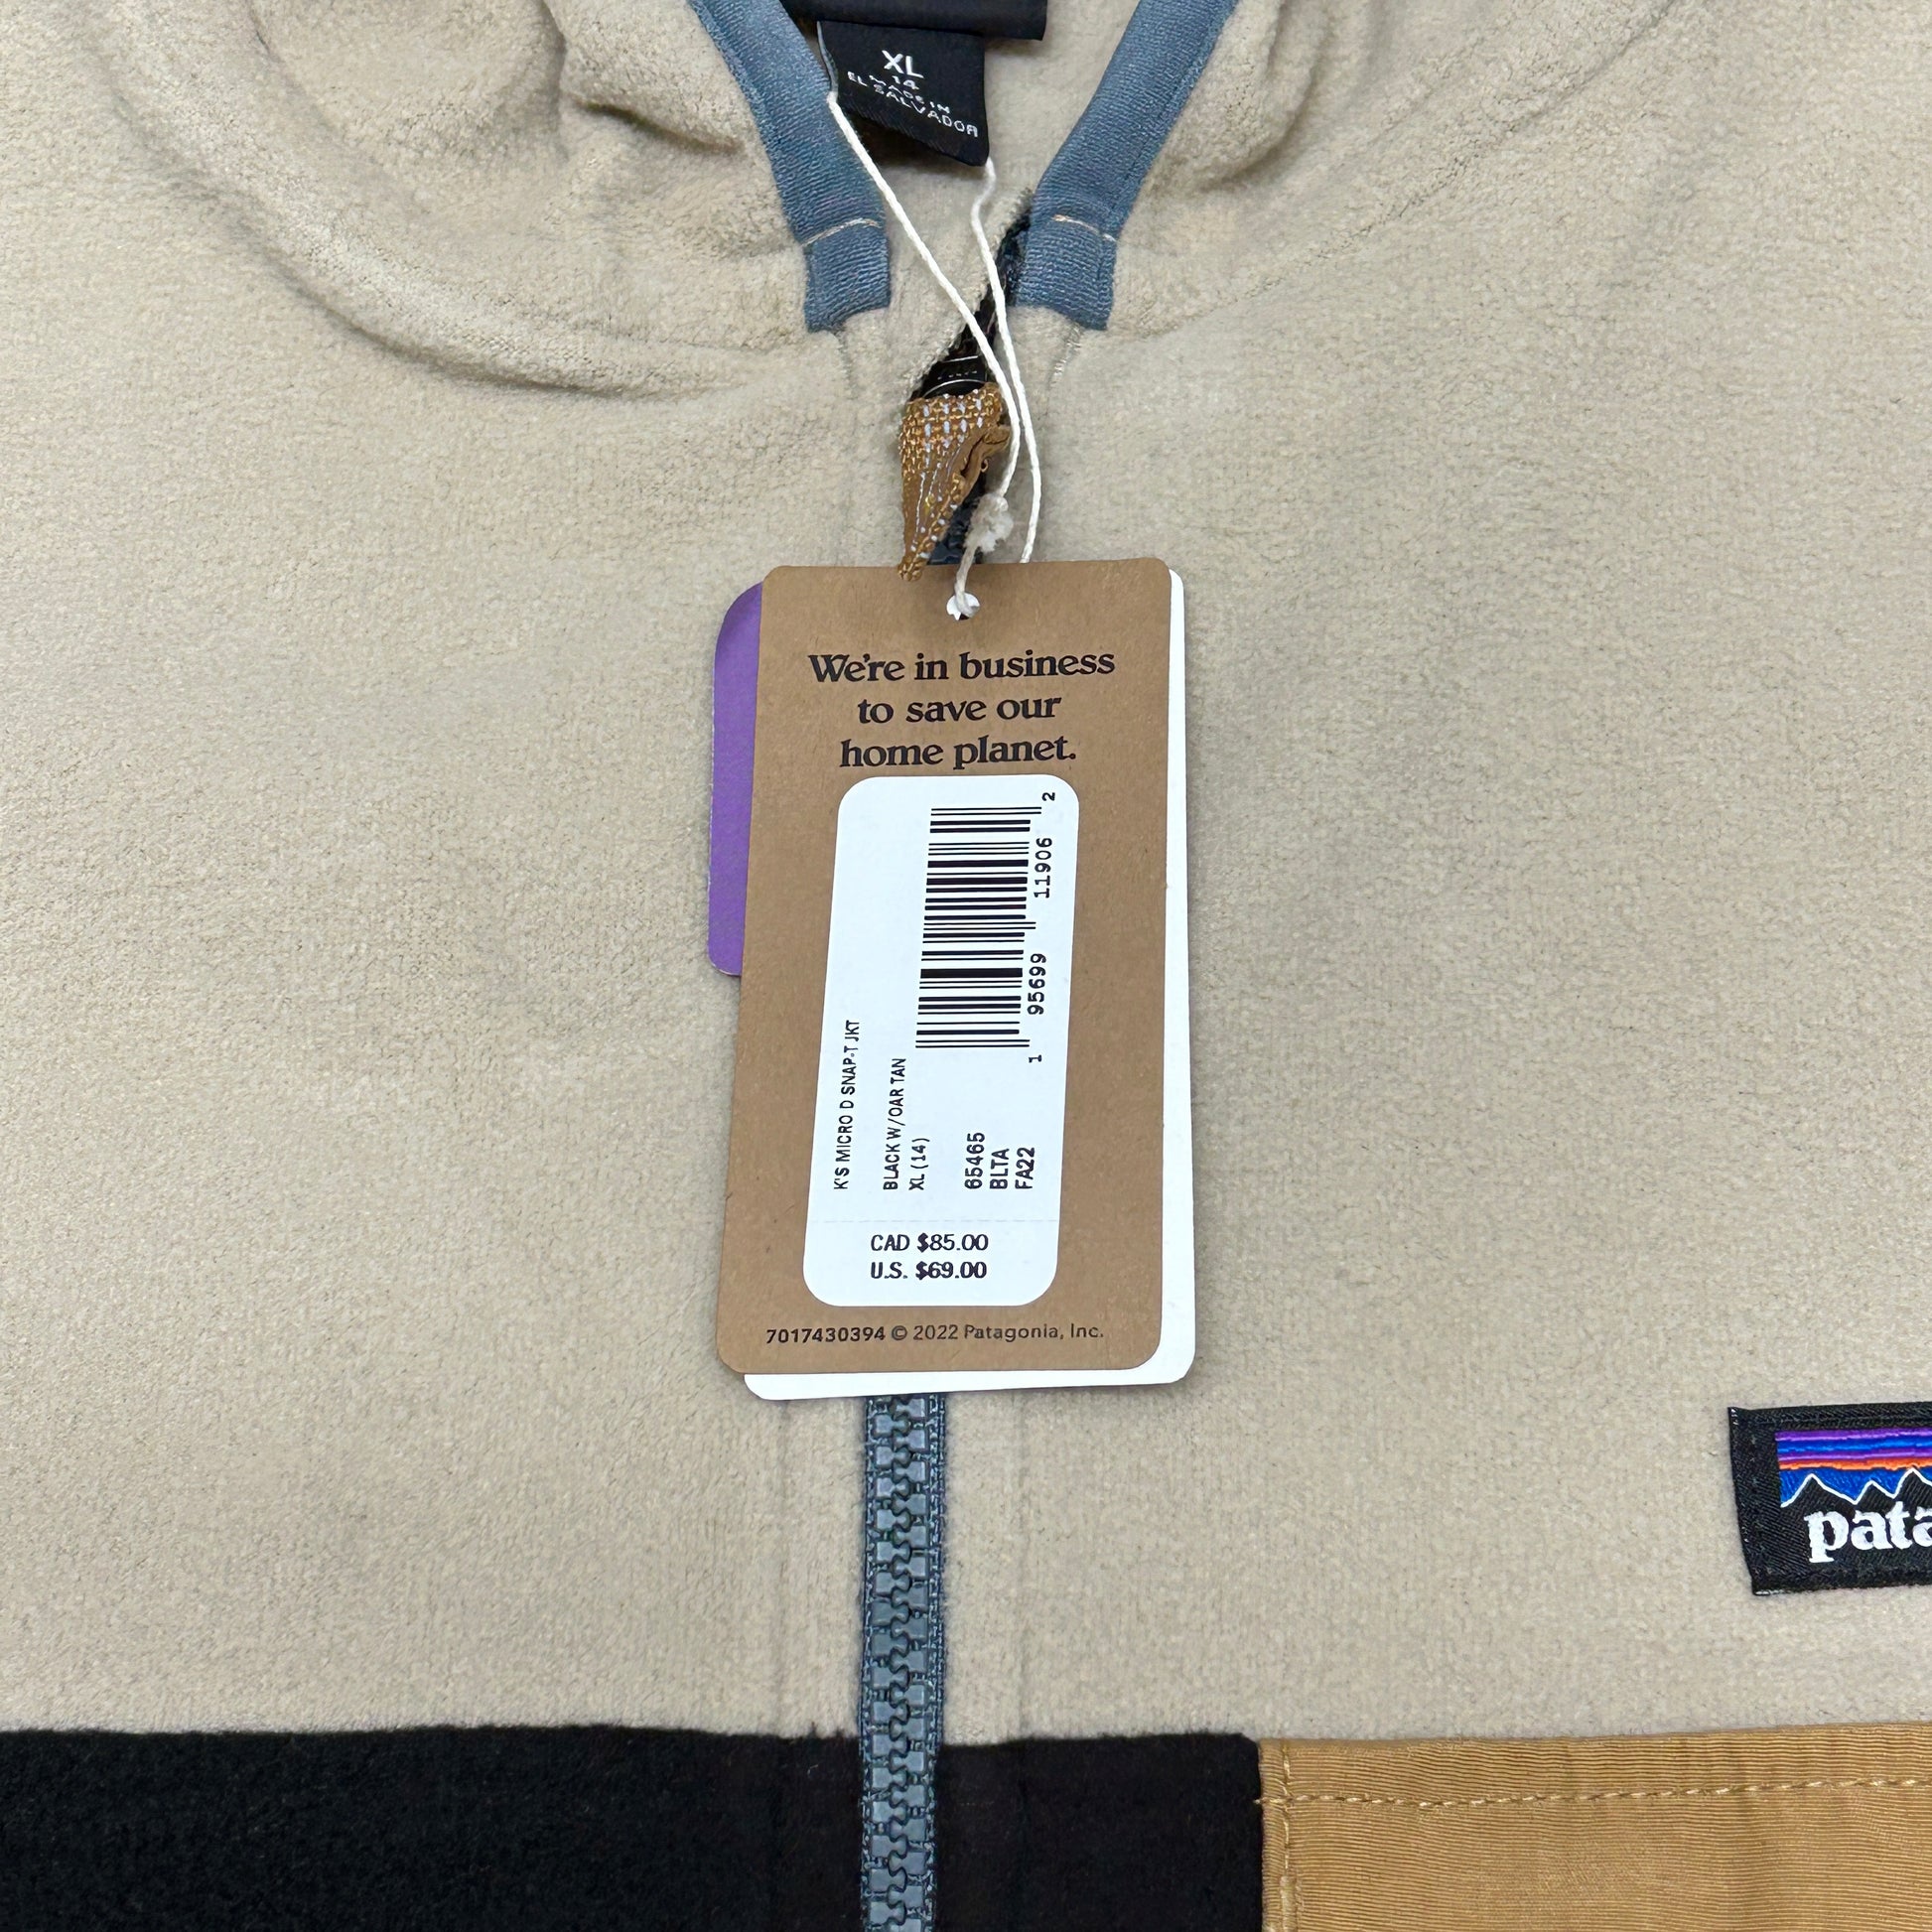 XL
14
MADE IN
EL SALVADOR
We're in business
to save our
home planet.
1 95699 11906 2
K'S MICRO D SNAP-T JKT
BLACK W/OAR TAN
XL (14)
65465
BLTA
FA22
CAD $85.00
U.S. $69.00
7017430394 © 2022 Patagonia, Inc.
pata